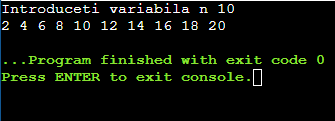 Introduceti variabila n 10
2 4 6 8 10 12 14 16 18 20
...Program finished with exit code 0
Press ENTER to exit console.